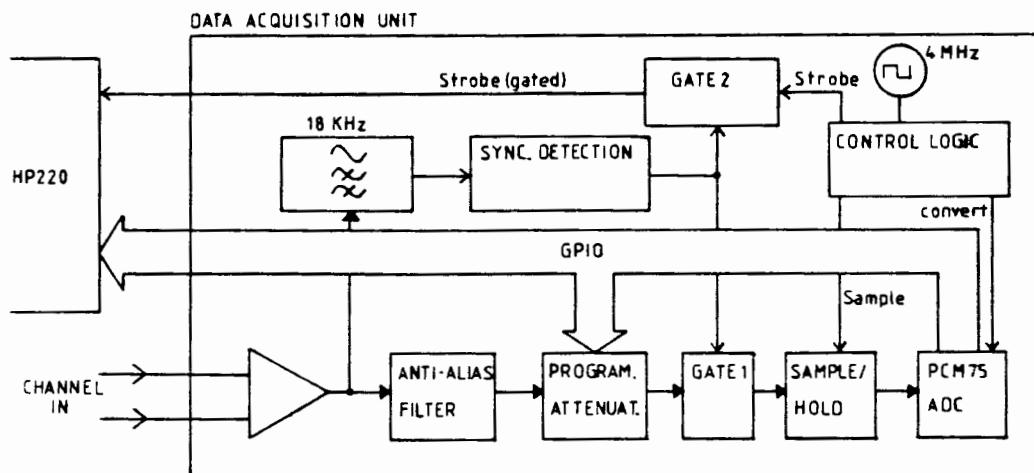 DATA ACQUISITION UNIT
4 MHz
Strobe (gated)
GATE 2
Strobe
18 KHz
SYNC. DETECTION
CONTROL LOGIC
HP220
convert
GPIO
Sample
CHANNEL
IN
ANTI-ALIAS
FILTER
PROGRAM.
ATTENUAT.
GATE 1
SAMPLE/
HOLD
PCM75
ADC